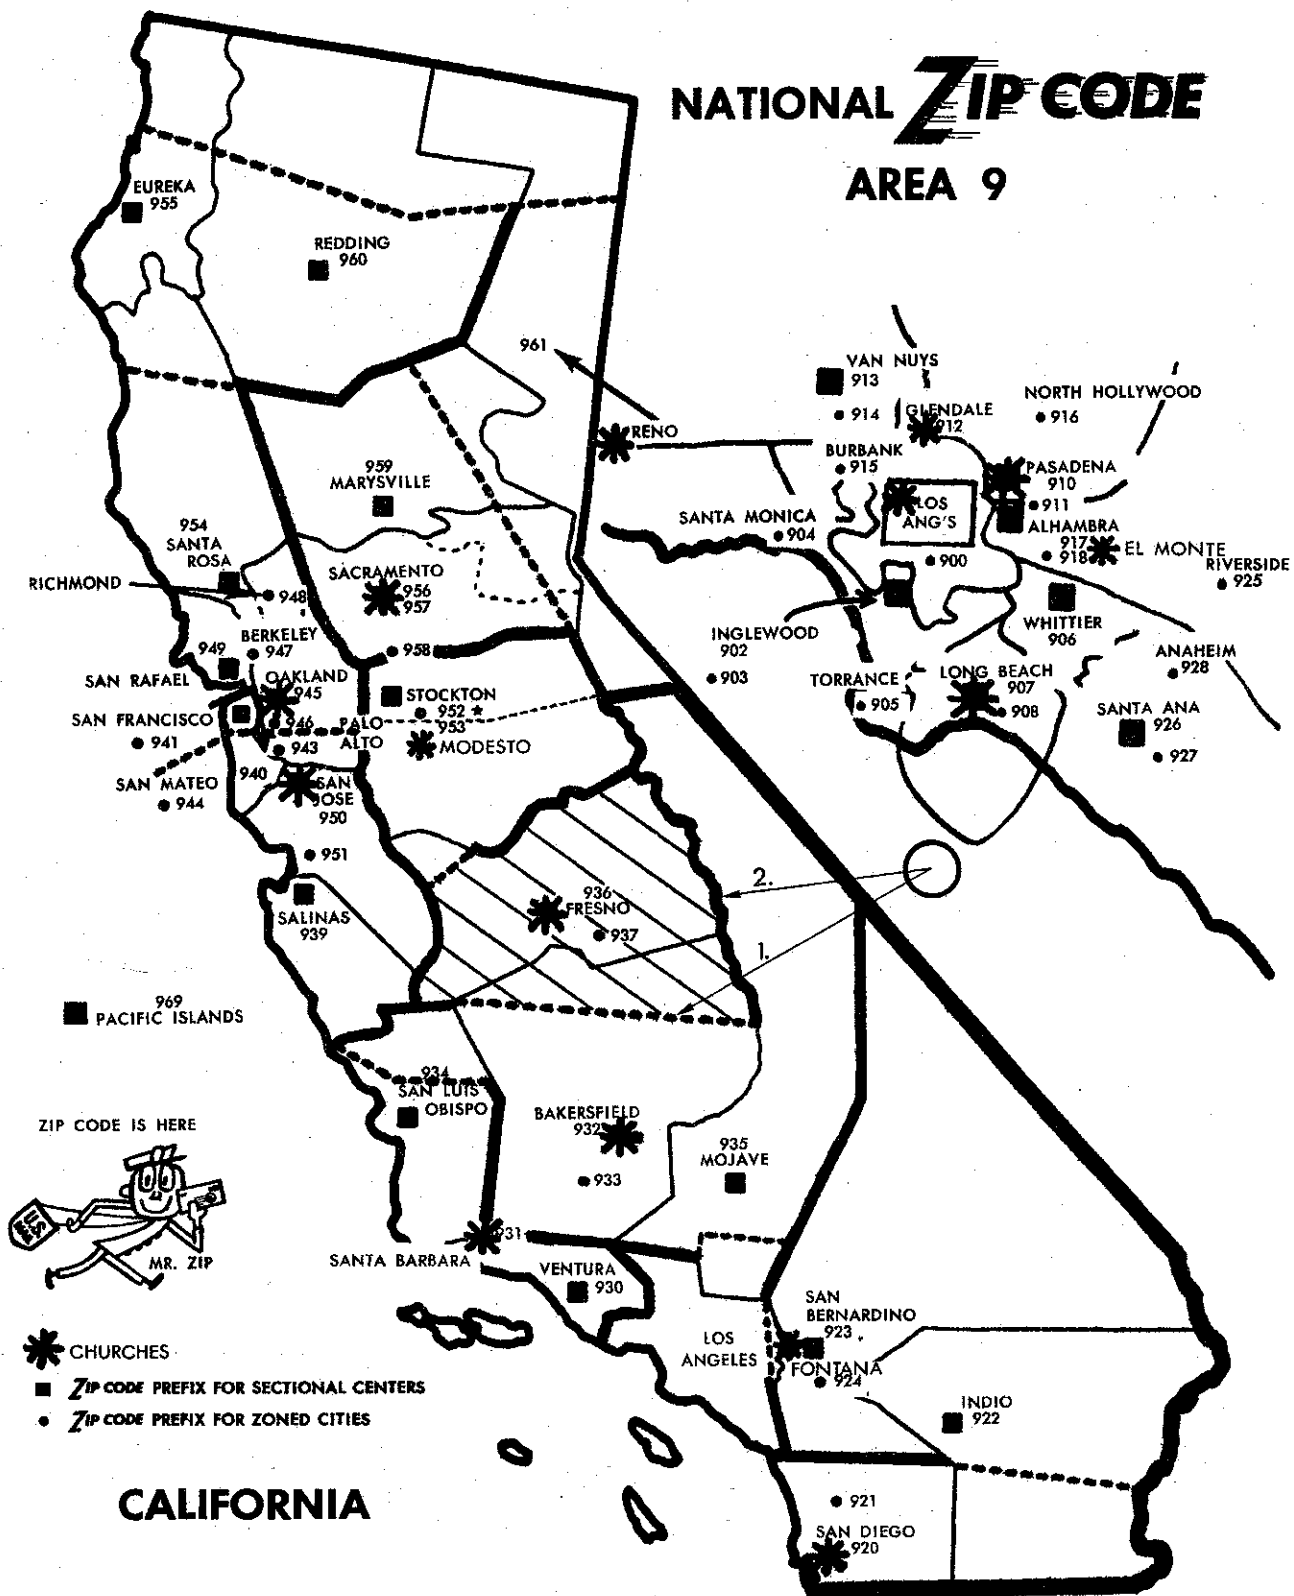 NATIONAL ZIP CODE
AREA 9
EUREKA
955
REDDING
960
961
RENO
959
MARYSVILLE
954
SANTA
ROSA
RICHMOND
948
SACRAMENTO
956
957
BERKELEY
947
958
949
SAN RAFAEL
OAKLAND
945
STOCKTON
952 *
953
SAN FRANCISCO
946
PALO
ALTO
MODESTO
941
943
SAN MATEO
944
940
SAN
JOSE
950
951
SALINAS
939
936
FRESNO
937
2.
1.
969
PACIFIC ISLANDS
934
SAN LUIS
OBISPO
BAKERSFIELD
932
933
935
MOJAVE
931
SANTA BARBARA
VENTURA
930
LOS
ANGELES
SAN
BERNARDINO
923
FONTANA
924
INDIO
922
921
SAN DIEGO
920
VAN NUYS
913
914
GLENDALE
912
NORTH HOLLYWOOD
916
BURBANK
915
PASADENA
910
911
LOS
ANG'S
ALHAMBRA
917
918
EL MONTE
SANTA MONICA
904
900
RIVERSIDE
925
INGLEWOOD
902
903
WHITTIER
906
ANAHEIM
928
TORRANCE
905
LONG BEACH
907
908
SANTA ANA
926
927
ZIP CODE IS HERE
U.S.
MAIL
MR. ZIP
CHURCHES
ZIP CODE PREFIX FOR SECTIONAL CENTERS
ZIP CODE PREFIX FOR ZONED CITIES
CALIFORNIA